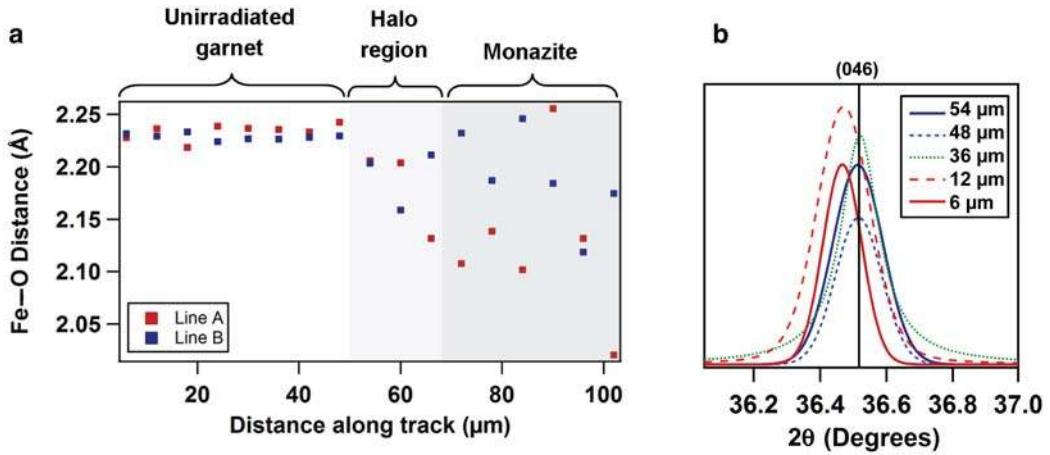 a
Unirradiated
garnet
Halo
region
Monazite
2.25
2.20
2.15
2.10
2.05
Fe—O Distance (Å)
Line A
Line B
20
40
60
80
100
Distance along track (µm)
b
(046)
54 µm
48 µm
36 µm
12 µm
6 µm
36.2
36.4
36.6
36.8
37.0
2θ (Degrees)